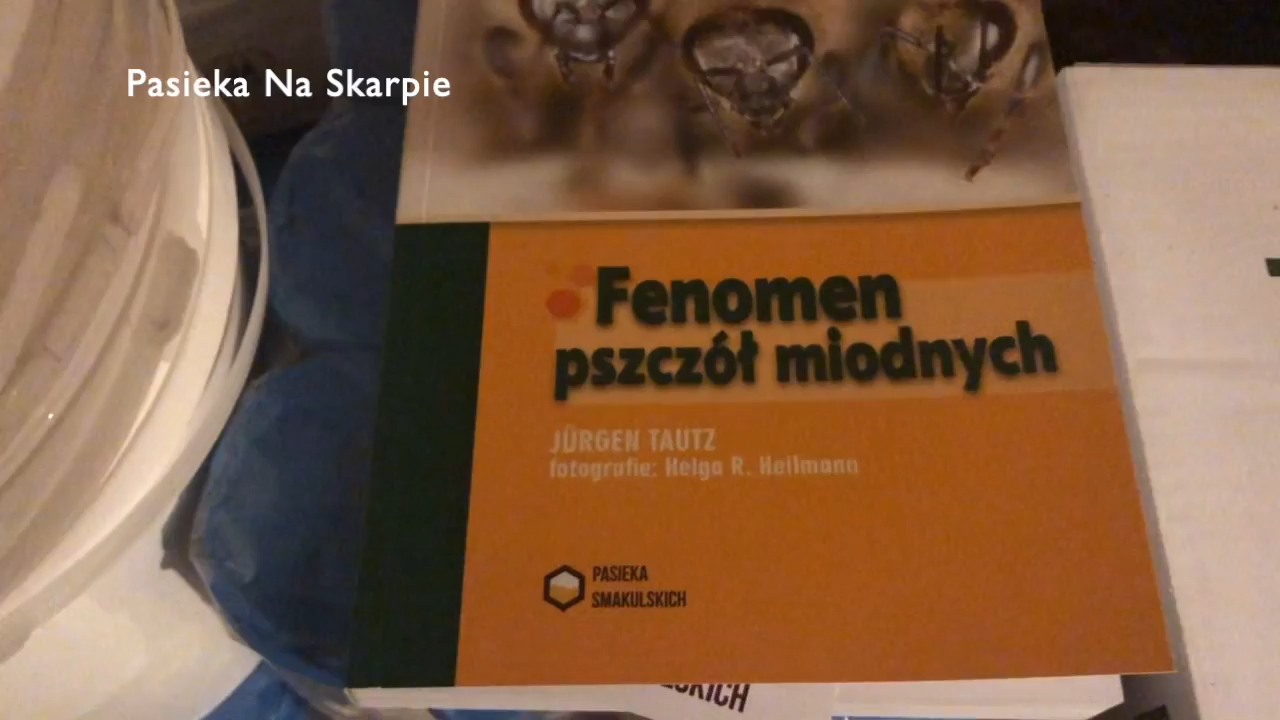 Pasieka Na Skarpie
Fenomen
pszczół miodnych
JÜRGEN TAUTZ
fotografie: Helga R. Heilmann
PASIEKA
SMAKULSKICH